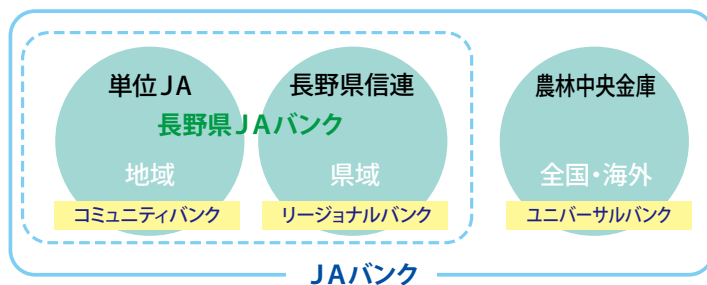 単位JA
長野県信連
農林中央金庫
長野県JAバンク
地域
県域
全国・海外
コミュニティバンク
リージョナルバンク
ユニバーサルバンク
JAバンク